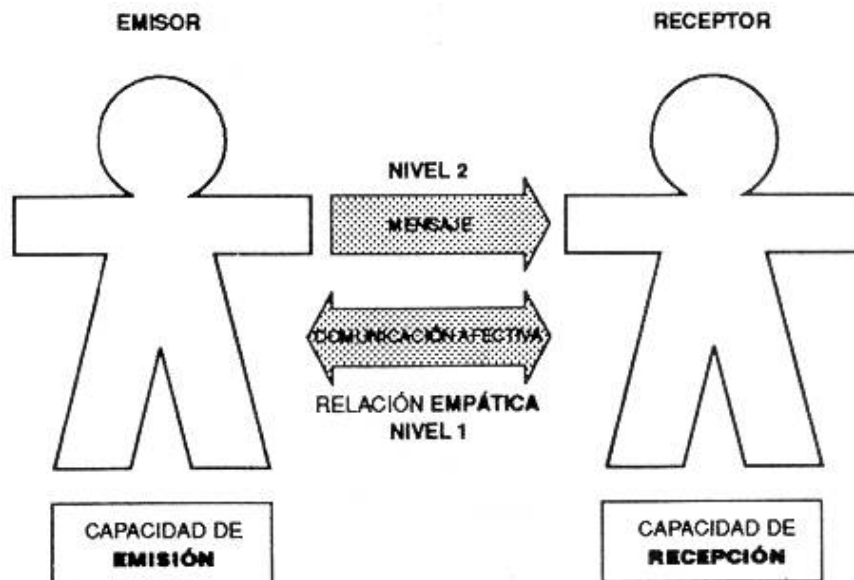 EMISOR
RECEPTOR
NIVEL 2
MENSAJE
COMUNICACIÓN AFECTIVA
RELACIÓN EMPÁTICA
NIVEL 1
CAPACIDAD DE
EMISIÓN
CAPACIDAD DE
RECEPCIÓN